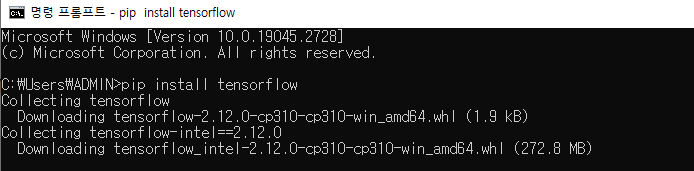 명령 프롬프트 - pip install tensorflow
Microsoft Windows [Version 10.0.19045.2728]
(c) Microsoft Corporation. All rights reserved.
C:₩Users₩ADMIN>pip install tensorflow
Collecting tensorflow
Downloading tensorflow-2.12.0-cp310-cp310-win_amd64.whl (1.9 kB)
Collecting tensorflow-intel==2.12.0
Downloading tensorflow_intel-2.12.0-cp310-cp310-win_amd64.whl (272.8 MB)